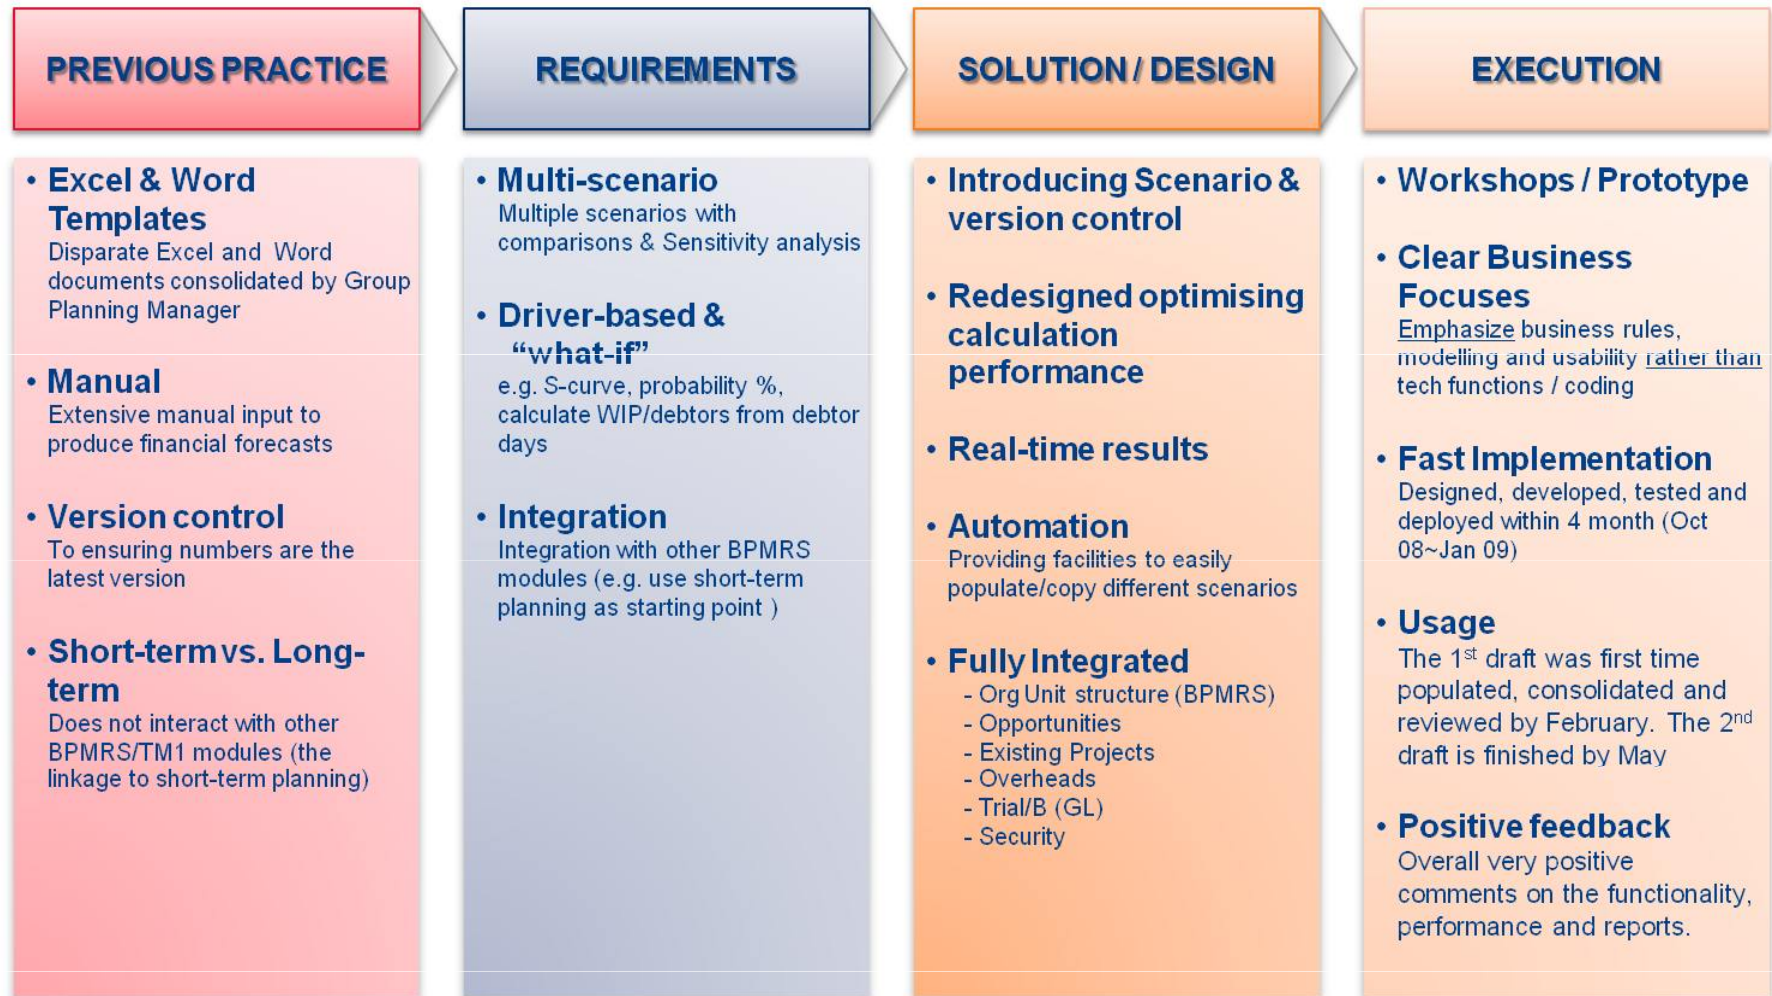 PREVIOUS PRACTICE
REQUIREMENTS
SOLUTION / DESIGN
EXECUTION
• Excel & Word
Templates
Disparate Excel and Word
documents consolidated by Group
Planning Manager
• Manual
Extensive manual input to
produce financial forecasts
• Version control
To ensuring numbers are the
latest version
• Short-term vs. Long-
term
Does not interact with other
BPMRS/TM1 modules (the
linkage to short-term planning)
• Multi-scenario
Multiple scenarios with
comparisons & Sensitivity analysis
• Driver-based &
“what-if”
e.g. S-curve, probability %,
calculate WIP/debtors from debtor
days
• Integration
Integration with other BPMRS
modules (e.g. use short-term
planning as starting point )
• Introducing Scenario &
version control
• Redesigned optimising
calculation
performance
• Real-time results
• Automation
Providing facilities to easily
populate/copy different scenarios
• Fully Integrated
- Org Unit structure (BPMRS)
- Opportunities
- Existing Projects
- Overheads
- Trial/B (GL)
- Security
• Workshops / Prototype
• Clear Business
Focuses
Emphasize business rules,
modelling and usability rather than
tech functions / coding
• Fast Implementation
Designed, developed, tested and
deployed within 4 month (Oct
08~Jan 09)
• Usage
The 1st draft was first time
populated, consolidated and
reviewed by February. The 2nd
draft is finished by May
• Positive feedback
Overall very positive
comments on the functionality,
performance and reports.